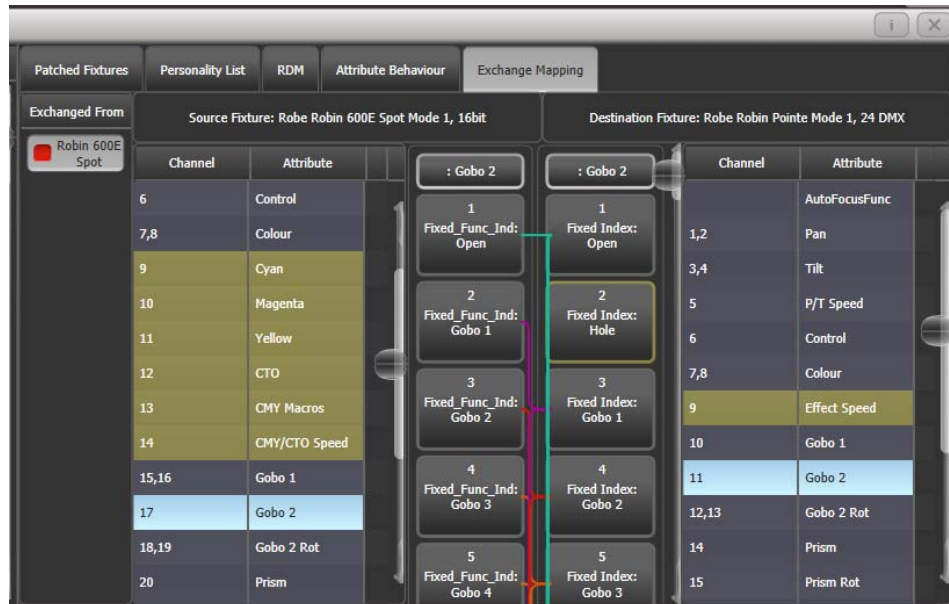 i
Patched Fixtures
Personality List
RDM
Attribute Behaviour
Exchange Mapping
Exchanged From
Source Fixture: Robe Robin 600E Spot Mode 1, 16bit
Destination Fixture: Robe Robin Pointe Mode 1, 24 DMX
Robin 600E
Spot
Channel Attribute
6 Control
7,8 Colour
9 Cyan
10 Magenta
11 Yellow
12 CTO
13 CMY Macros
14 CMY/CTO Speed
15,16 Gobo 1
17 Gobo 2
18,19 Gobo 2 Rot
20 Prism
: Gobo 2
1
Fixed_Func_Ind:
Open
2
Fixed_Func_Ind:
Gobo 1
3
Fixed_Func_Ind:
Gobo 2
4
Fixed_Func_Ind:
Gobo 3
5
Fixed_Func_Ind:
Gobo 4
: Gobo 2
1
Fixed Index:
Open
2
Fixed Index:
Hole
3
Fixed Index:
Gobo 1
4
Fixed Index:
Gobo 2
5
Fixed Index:
Gobo 3
Channel Attribute
AutoFocusFunc
1,2 Pan
3,4 Tilt
5 P/T Speed
6 Control
7,8 Colour
9 Effect Speed
10 Gobo 1
11 Gobo 2
12,13 Gobo 2 Rot
14 Prism
15 Prism Rot